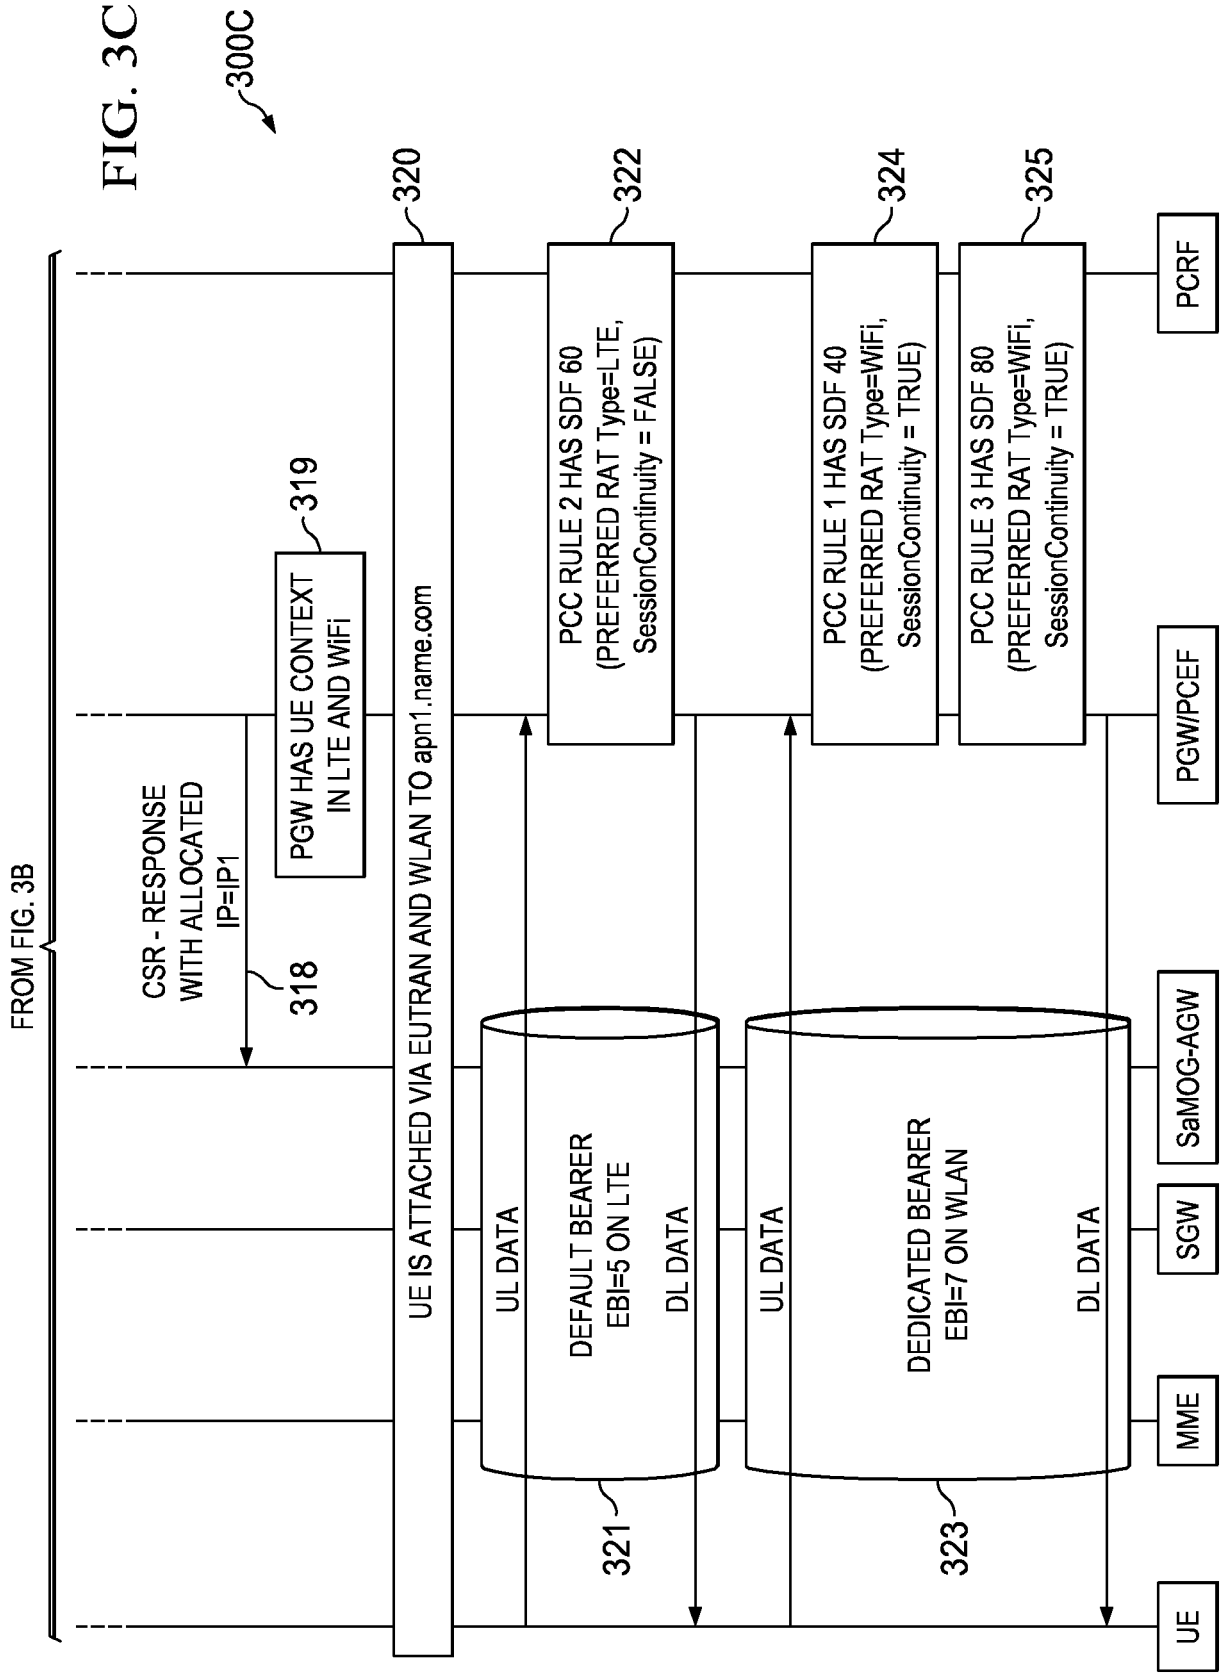 FROM FIG. 3B
FIG. 3C
300C
CSR - RESPONSE
WITH ALLOCATED
IP=IP1
318
PGW HAS UE CONTEXT
IN LTE AND WiFi
319
UE IS ATTACHED VIA EUTRAN AND WLAN TO apn1.name.com
320
UL DATA
DEFAULT BEARER
EBI=5 ON LTE
DL DATA
321
PCC RULE 2 HAS SDF 60
(PREFERRED RAT Type=LTE,
SessionContinuity = FALSE)
322
UL DATA
DEDICATED BEARER
EBI=7 ON WLAN
DL DATA
323
PCC RULE 1 HAS SDF 40
(PREFERRED RAT Type=WiFi,
SessionContinuity = TRUE)
324
PCC RULE 3 HAS SDF 80
(PREFERRED RAT Type=WiFi,
SessionContinuity = TRUE)
325
UE
MME
SGW
SaMOG-AGW
PGW/PCEF
PCRF